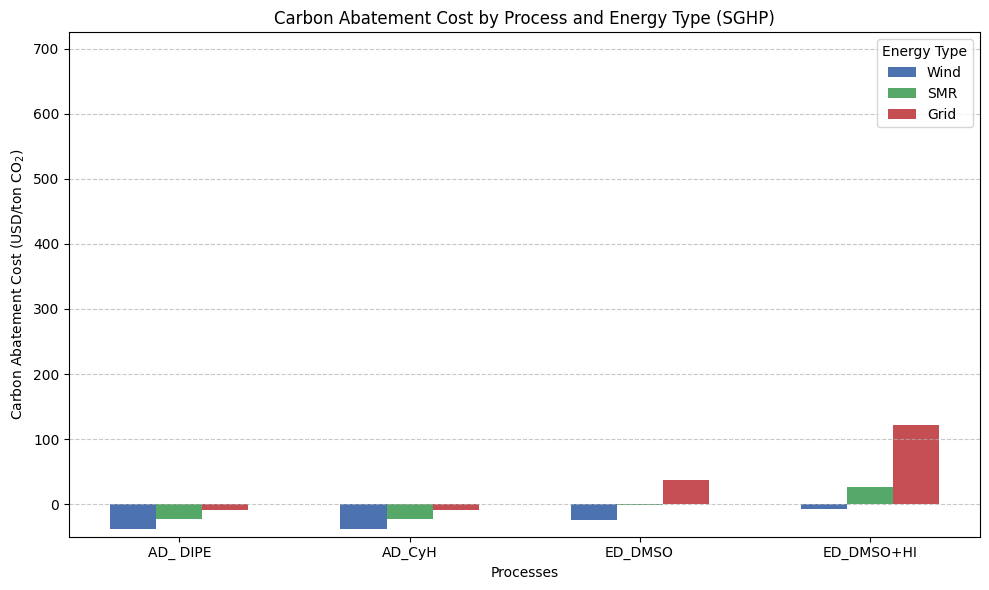 Carbon Abatement Cost by Process and Energy Type (SGHP)
Carbon Abatement Cost (USD/ton CO₂)
700
600
500
400
300
200
100
0
Energy Type
Wind
SMR
Grid
AD_ DIPE
AD_CyH
ED_DMSO
ED_DMSO+HI
Processes